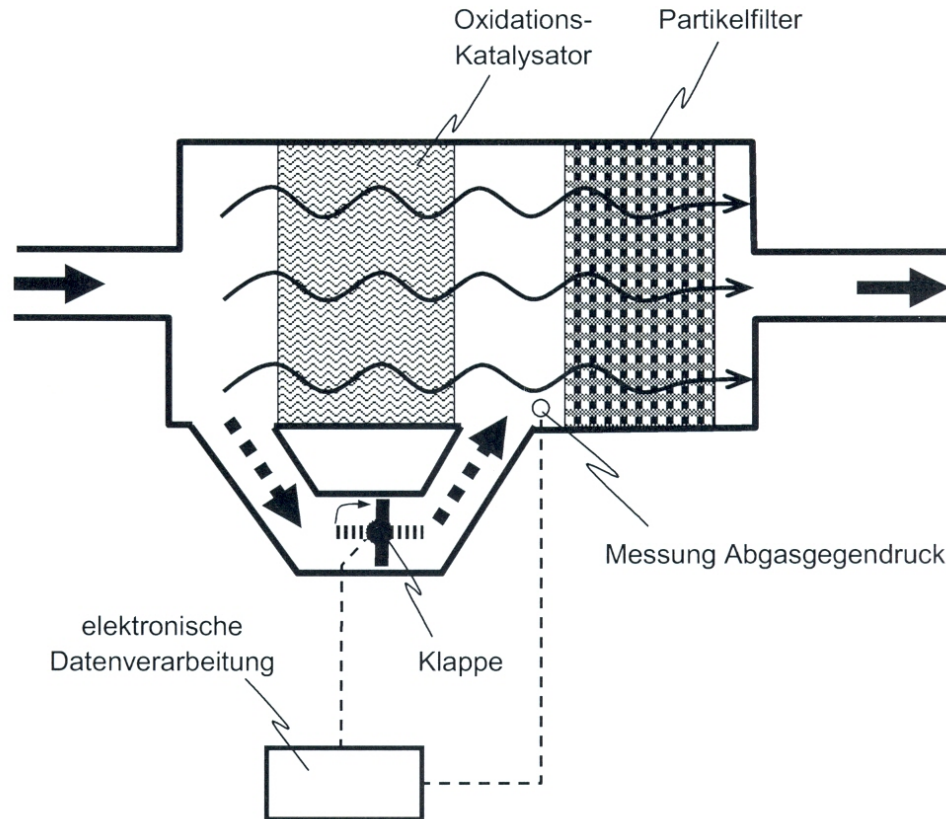 Oxidations-
Katalysator
Partikelfilter
Messung Abgasgegendruck
elektronische
Datenverarbeitung
Klappe